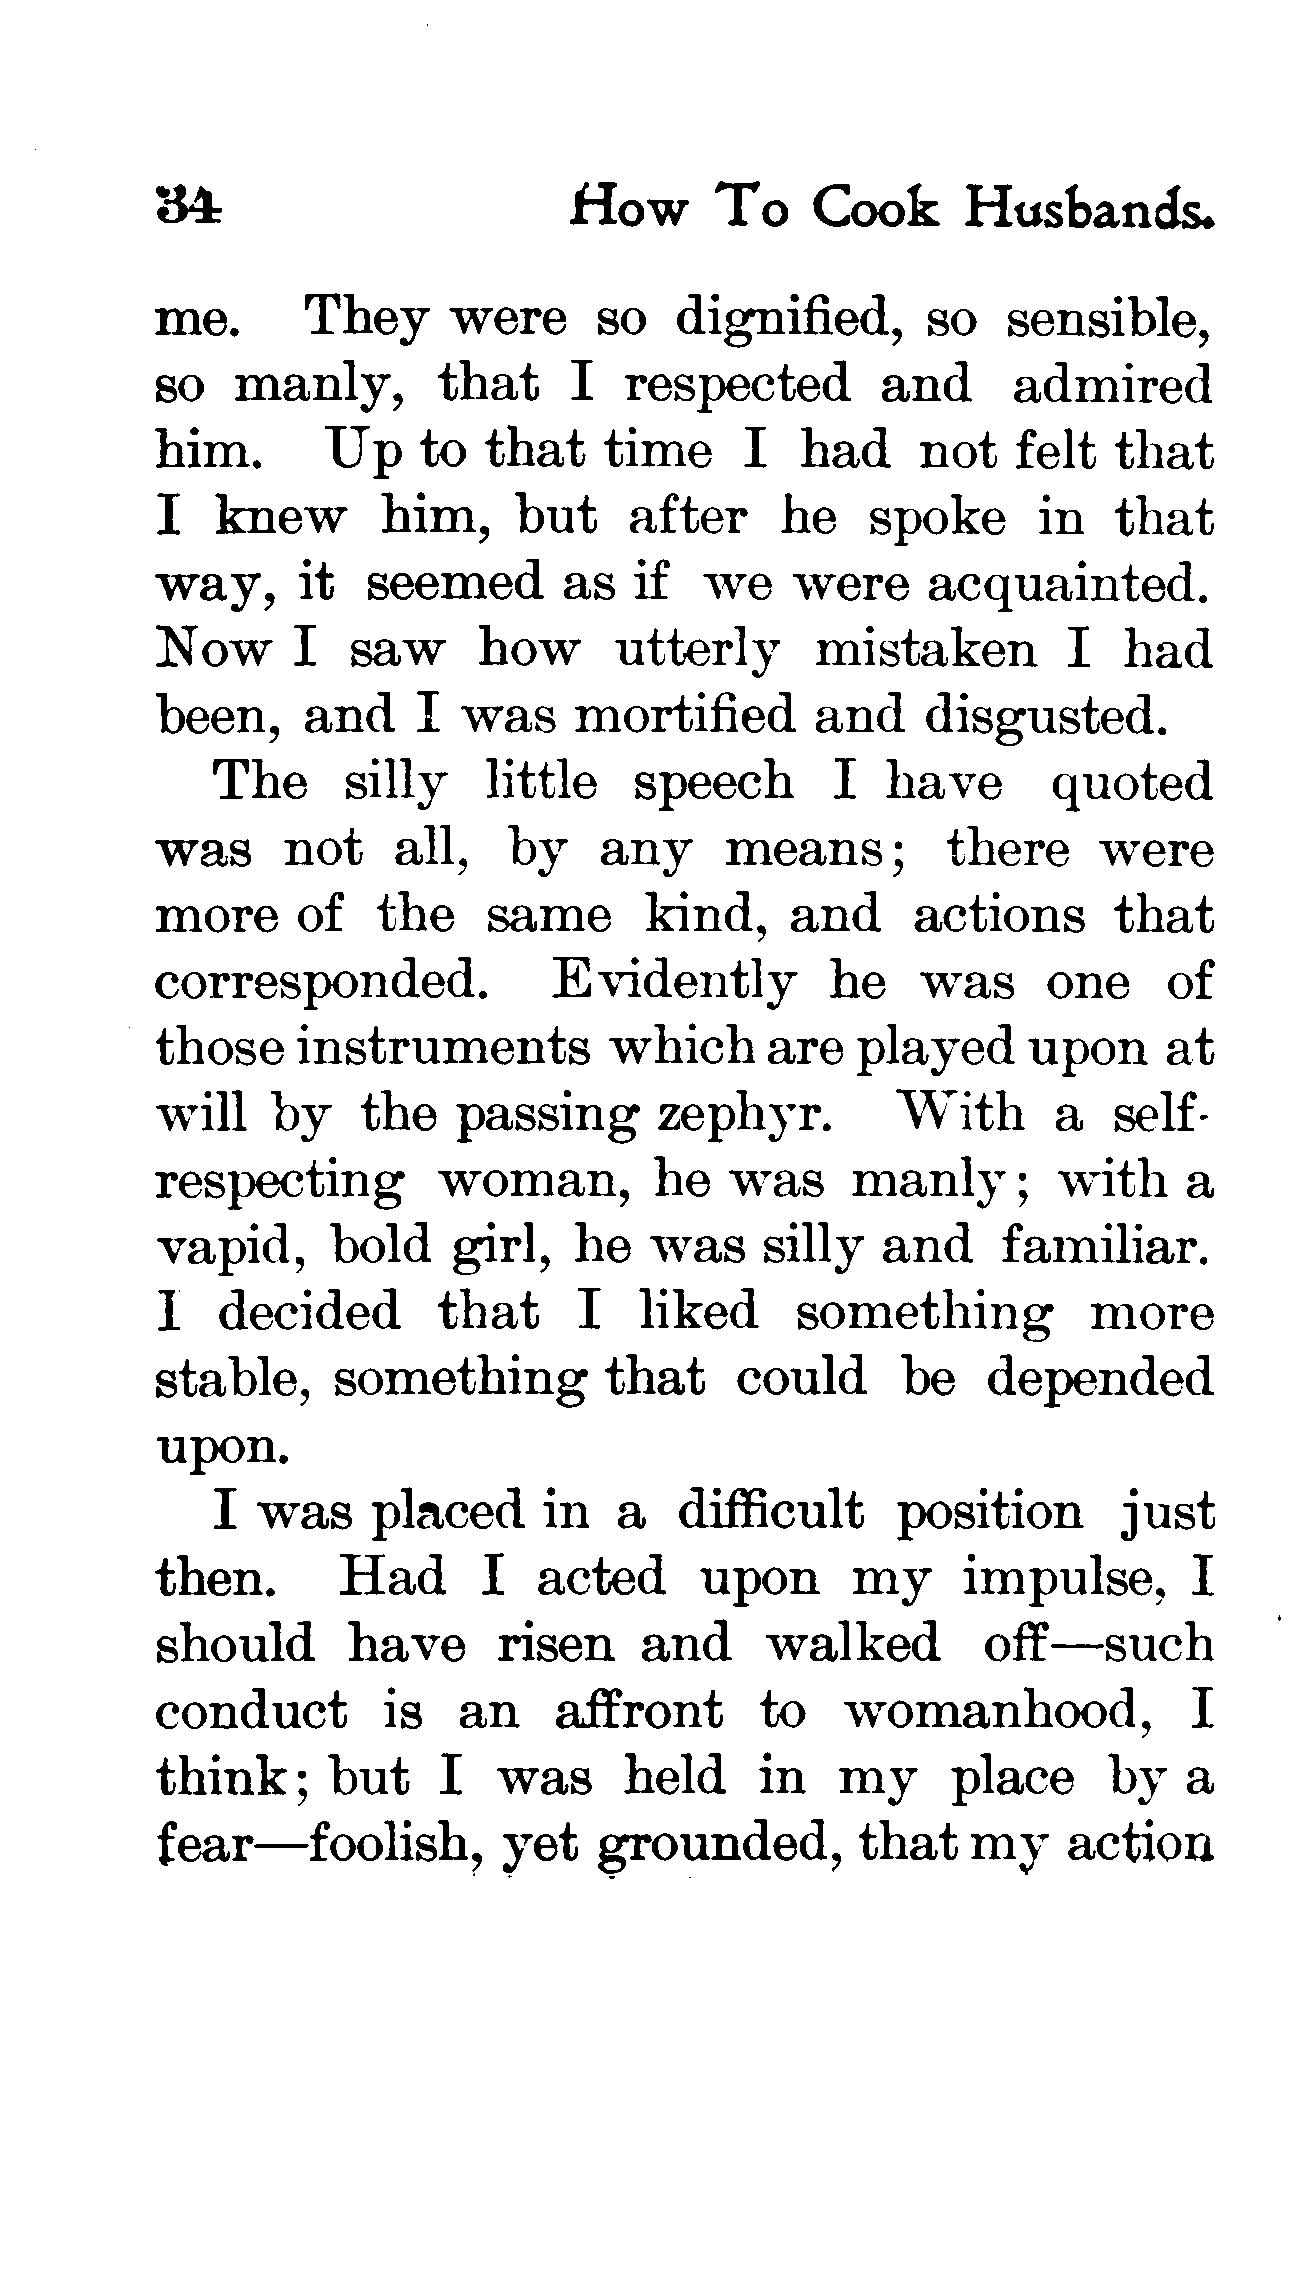 34 How To Cook Husbands.
me. They were so dignified, so sensible,
so manly, that I respected and admired
him. Up to that time I had not felt that
I knew him, but after he spoke in that
way, it seemed as if we were acquainted.
Now I saw how utterly mistaken I had
been, and I was mortified and disgusted.
The silly little speech I have quoted
was not all, by any means; there were
more of the same kind, and actions that
corresponded. Evidently he was one of
those instruments which are played upon at
will by the passing zephyr. With a self-
respecting woman, he was manly; with a
vapid, bold girl, he was silly and familiar.
I decided that I liked something more
stable, something that could be depended
upon.
I was placed in a difficult position just
then. Had I acted upon my impulse, I
should have risen and walked off—such
conduct is an affront to womanhood, I
think; but I was held in my place by a
fear—foolish, yet grounded, that my action